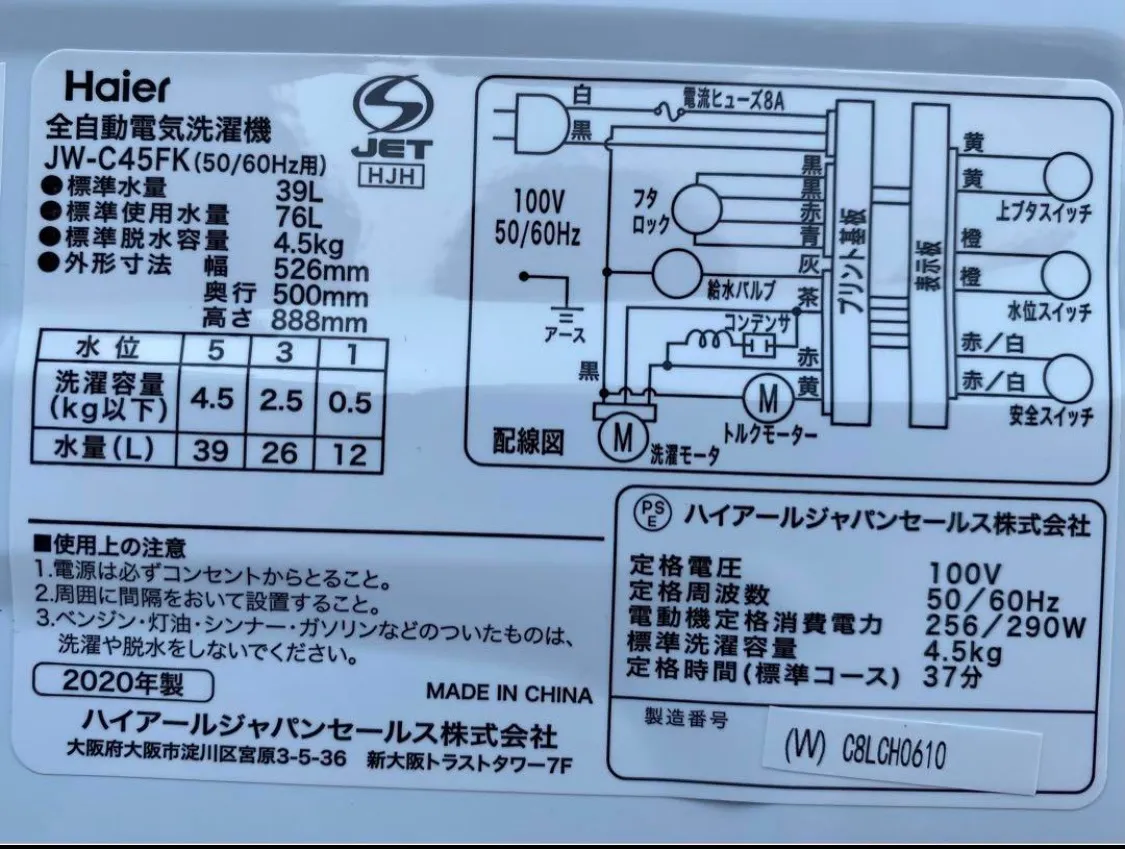 Haier
全自動電気洗濯機
JW-C45FK(50/60Hz用)
●標準水量 39L
●標準使用水量 76L
●標準脱水容量 4.5kg
●外形寸法 幅 526mm
奥行 500mm
高さ 888mm
S
JET
HJH
水位 5 3 1
洗濯容量(kg以下) 4.5 2.5 0.5
水量(L) 39 26 12
白
電流ヒューズ8A
黒
100V
50/60Hz
アース
フタ
ロック
黒
黒
赤
青
灰
給水バルブ
茶
コンデンサ
赤
黄
黒
M
トルクモーター
M
洗濯モータ
配線図
プリント基板
表示板
黄
黄
上ブタスイッチ
橙
橙
水位スイッチ
赤/白
赤/白
安全スイッチ
■使用上の注意
1.電源は必ずコンセントからとること。
2.周囲に間隔をおいて設置すること。
3.ベンジン・灯油・シンナー・ガソリンなどのついたものは、
洗濯や脱水をしないでください。
2020年製
MADE IN CHINA
ハイアールジャパンセールス株式会社
大阪府大阪市淀川区宮原3-5-36 新大阪トラストタワー7F
PSE ハイアールジャパンセールス株式会社
定格電圧 100V
定格周波数 50/60Hz
電動機定格消費電力 256/290W
標準洗濯容量 4.5kg
定格時間(標準コース) 37分
製造番号 (W) C8LCH0610